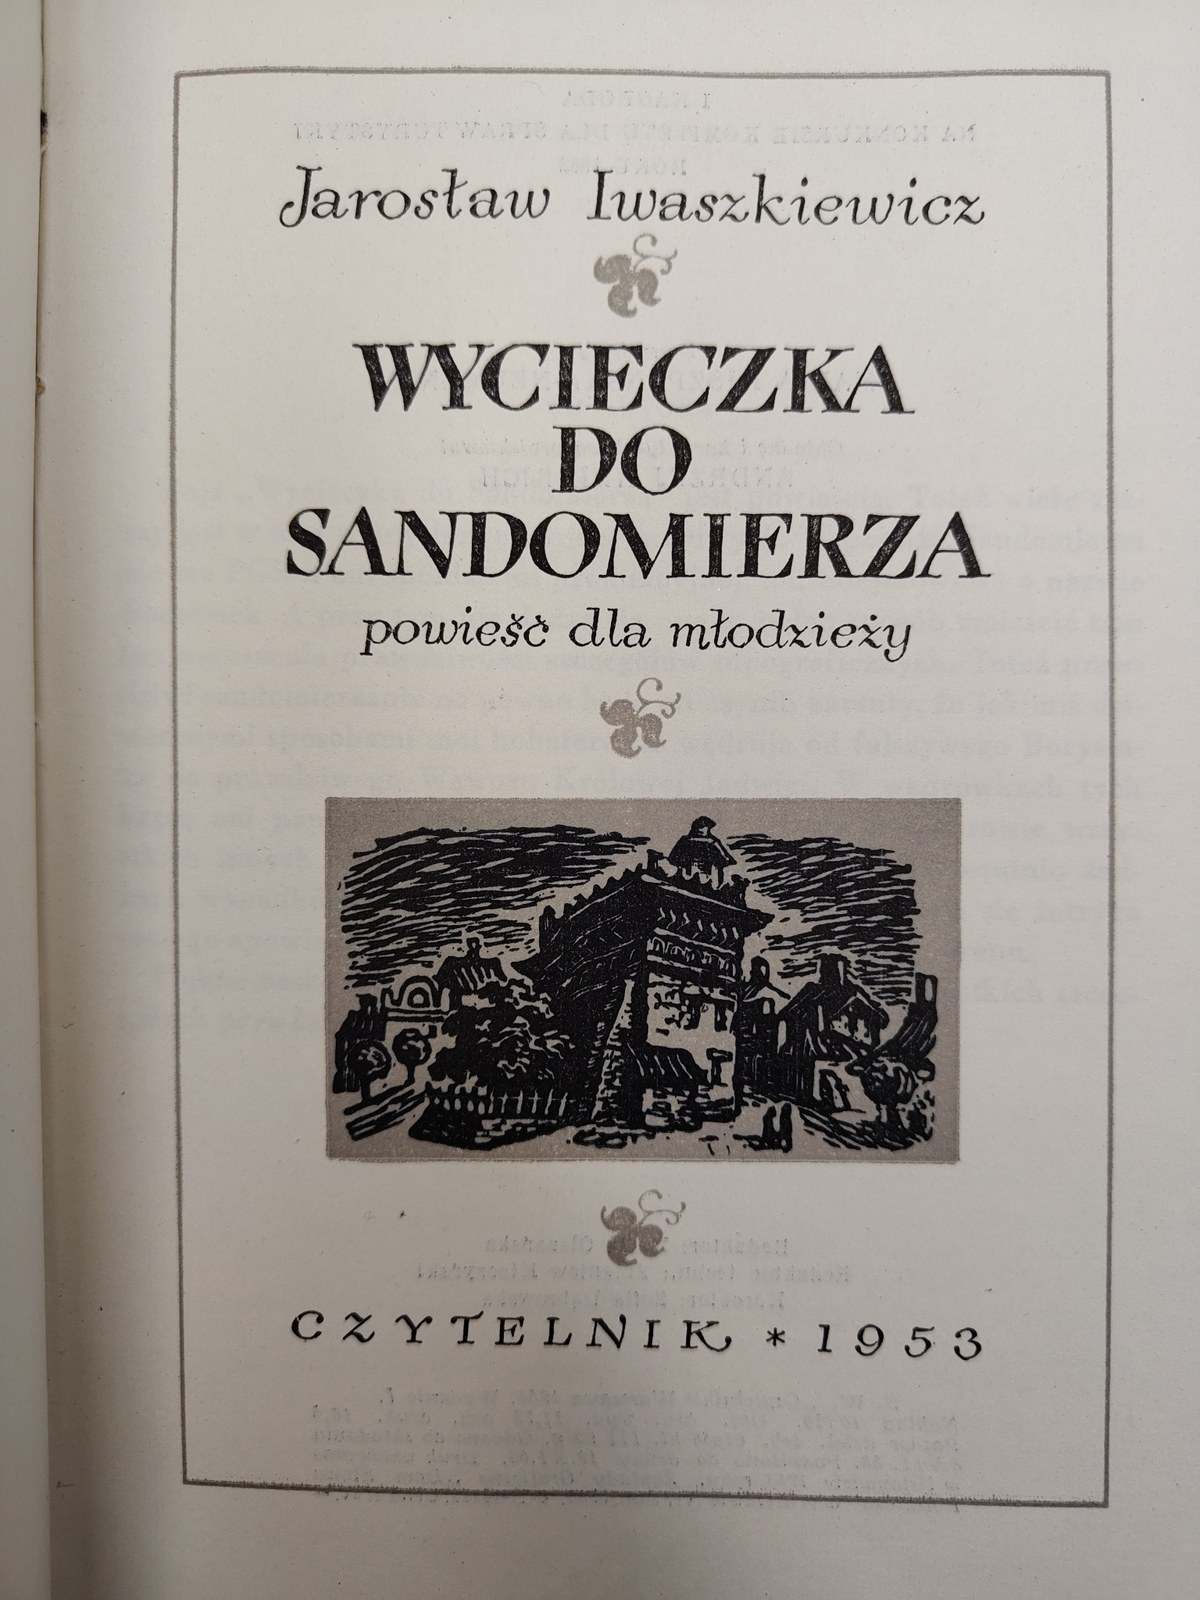 Jarosław Iwaszkiewicz
WYCIECZKA
DO
SANDOMIERZA
powieść dla młodzieży
CZYTELNIK * 1953